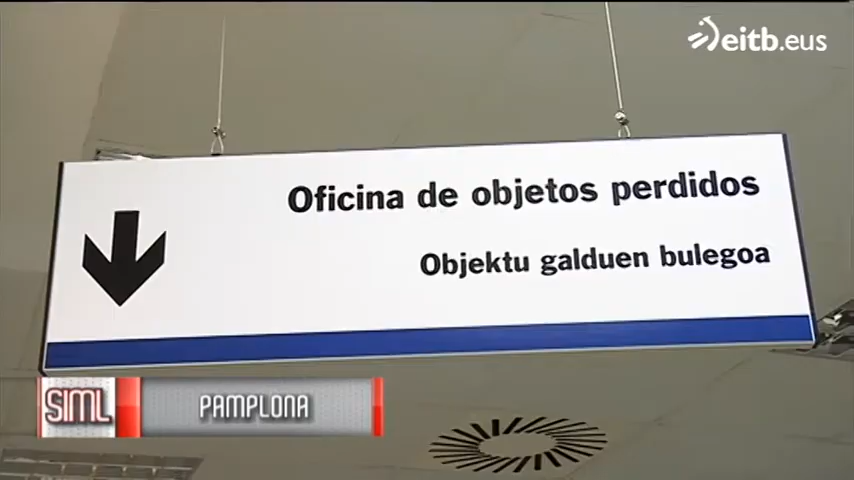 eitb.eus
Oficina de objetos perdidos
Objektu galduen bulegoa
SIML
PAMPLONA